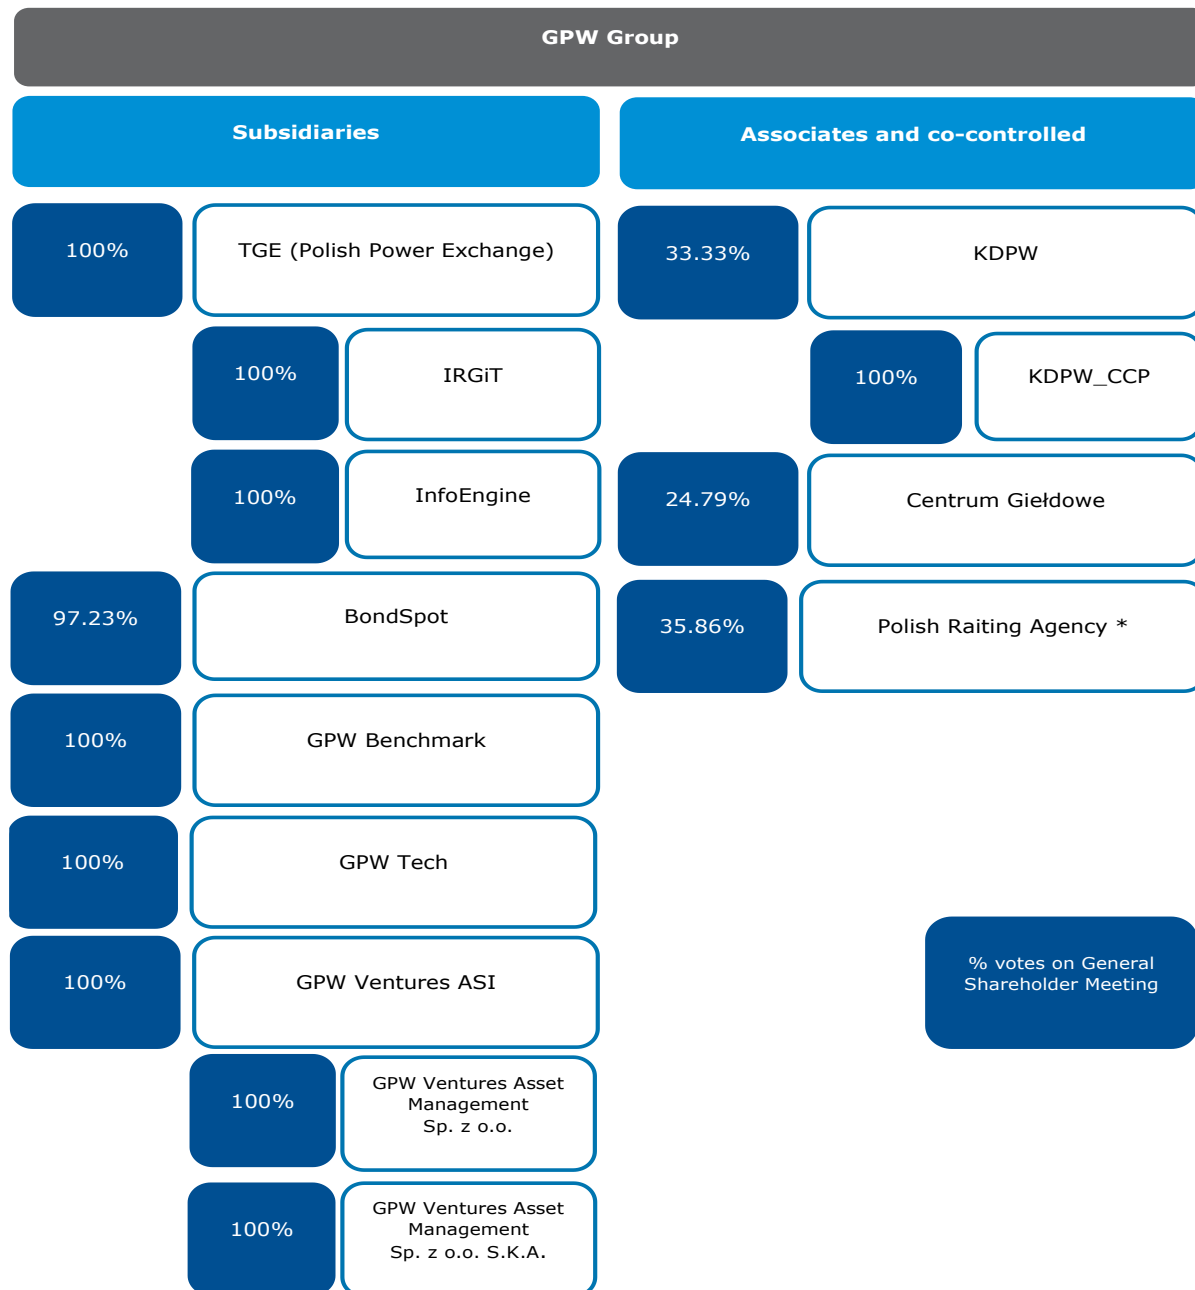 GPW Group
Subsidiaries
100%
TGE (Polish Power Exchange)
100%
IRGiT
100%
InfoEngine
97.23%
BondSpot
100%
GPW Benchmark
100%
GPW Tech
100%
GPW Ventures ASI
100%
GPW Ventures Asset
Management
Sp. z o.o.
100%
GPW Ventures Asset
Management
Sp. z o.o. S.K.A.
Associates and co-controlled
33.33%
KDPW
100%
KDPW_CCP
24.79%
Centrum Giełdowe
35.86%
Polish Raiting Agency *
% votes on General
Shareholder Meeting